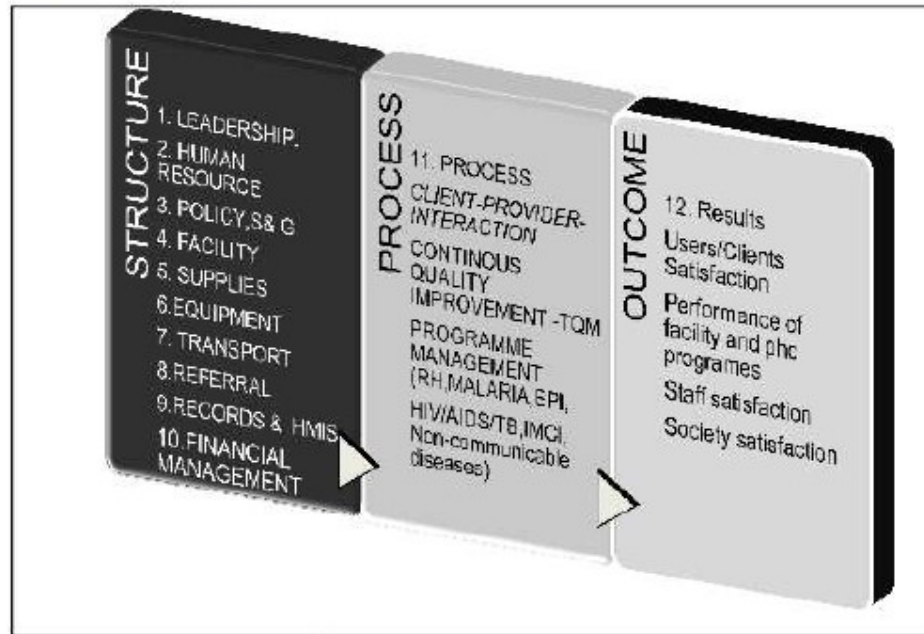 STRUCTURE
1. LEADERSHIP.
2. HUMAN
RESOURCE
3. POLICY,S& G
4. FACILITY
5. SUPPLIES
6.EQUIPMENT
7. TRANSPORT
8.REFERRAL
9.RECORDS & HMIS
10.FINANCIAL
MANAGEMENT
PROCESS
11. PROCESS
CLIENT-PROVIDER-
INTERACTION
CONTINOUS
QUALITY
IMPROVEMENT -TQM
PROGRAMME
MANAGEMENT
(RH,MALARIA,EPI,
HIV/AIDS/TB,IMCI,
Non-communicable
diseases)
OUTCOME
12. Results
Users/Clients
Satisfaction
Performance of
facility and phc
programes
Staff satisfaction
Society satisfaction